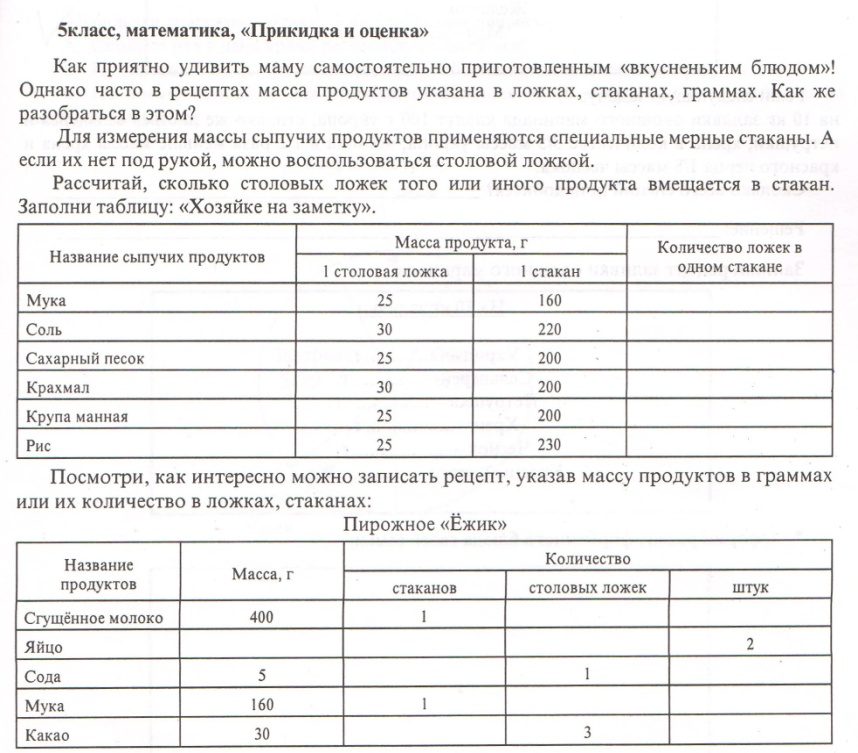 5класс, математика, «Прикидка и оценка»
Как приятно удивить маму самостоятельно приготовленным «вкусненьким блюдом»!
Однако часто в рецептах масса продуктов указана в ложках, стаканах, граммах. Как же
разобраться в этом?
Для измерения массы сыпучих продуктов применяются специальные мерные стаканы. А
если их нет под рукой, можно воспользоваться столовой ложкой.
Рассчитай, сколько столовых ложек того или иного продукта вмещается в стакан.
Заполни таблицу: «Хозяйке на заметку».
Название сыпучих продуктов Масса продукта, г Количество ложек в
одном стакане
1 столовая ложка 1 стакан
Мука 25 160
Соль 30 220
Сахарный песок 25 200
Крахмал 30 200
Крупа манная 25 200
Рис 25 230
Посмотри, как интересно можно записать рецепт, указав массу продуктов в граммах
или их количество в ложках, стаканах:
Пирожное «Ёжик»
Название
продуктов Масса, г Количество
стаканов столовых ложек штук
Сгущённое молоко 400 1
Яйцо 2
Сода 5 1
Мука 160 1
Какао 30 3